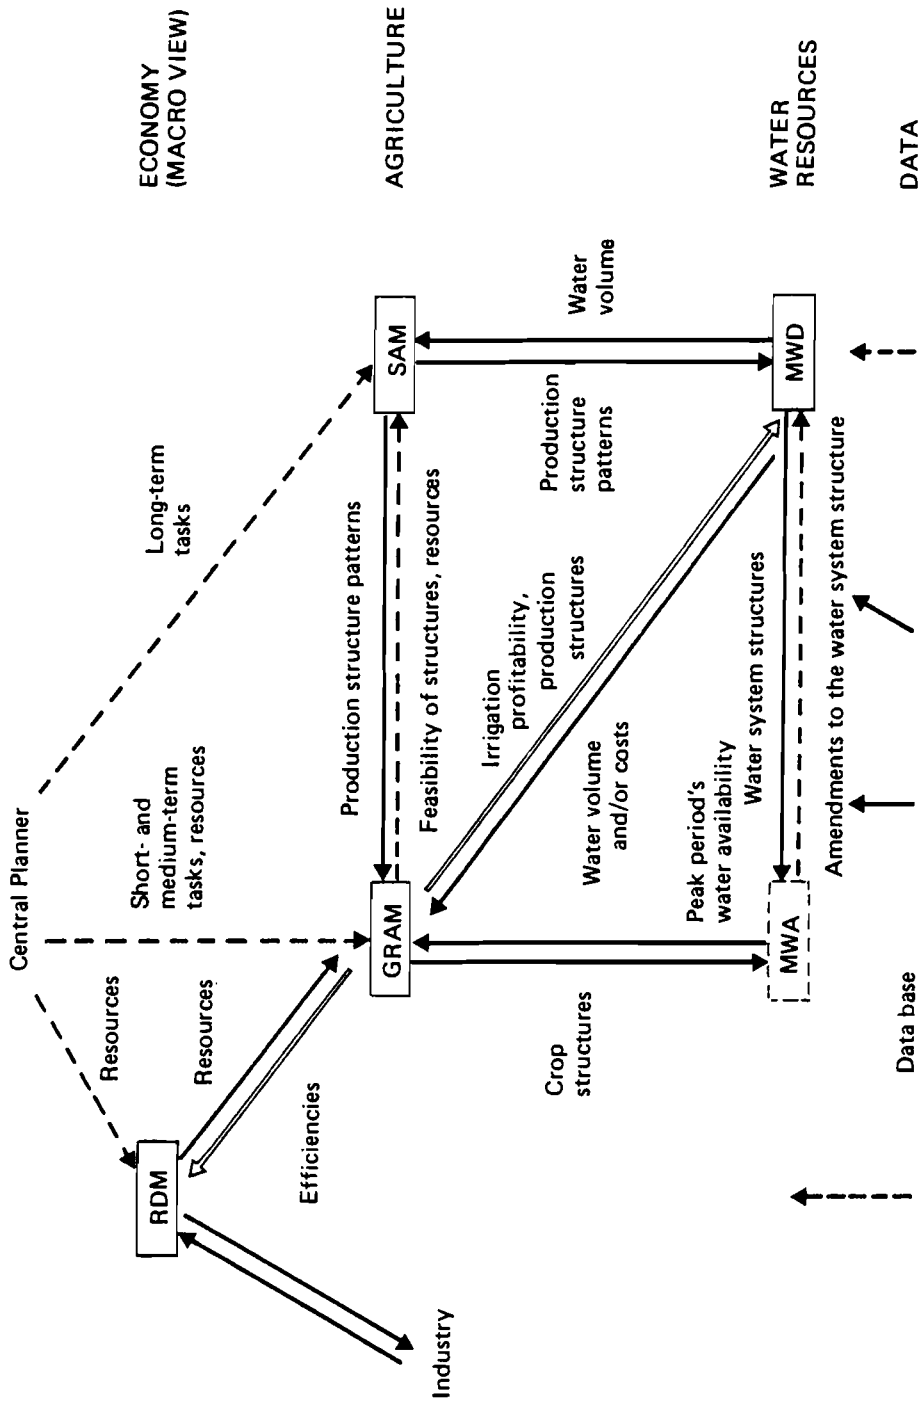 Central Planner
ECONOMY
(MACRO VIEW)
Resources
Short- and
medium-term
tasks, resources
Long-term
tasks
RDM
Resources
Efficiencies
Industry
AGRICULTURE
GRAM
Production structure patterns
Feasibility of structures, resources
SAM
Crop
structures
Irrigation
profitability,
production
structures
Water volume
and/or costs
Production
structure
patterns
Water
volume
Peak period's
water availability
Water system structures
WATER
RESOURCES
MWA
MWD
Amendments to the water system structure
Data base
DATA